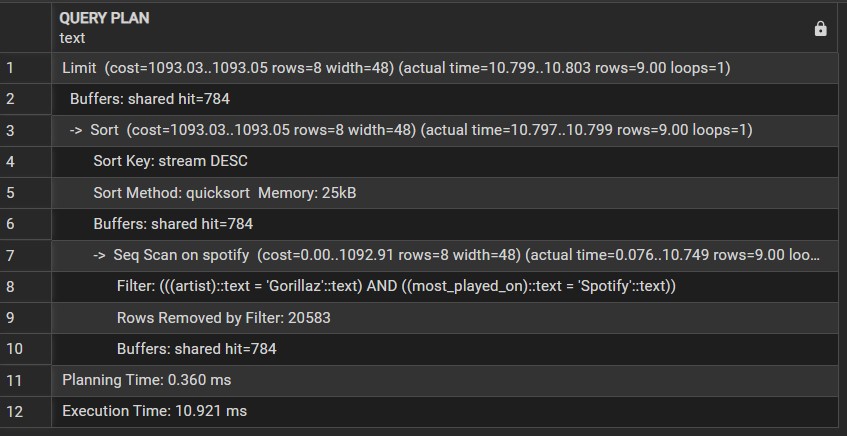 QUERY PLAN
text
1 Limit (cost=1093.03..1093.05 rows=8 width=48) (actual time=10.799..10.803 rows=9.00 loops=1)
2 Buffers: shared hit=784
3 -> Sort (cost=1093.03..1093.05 rows=8 width=48) (actual time=10.797..10.799 rows=9.00 loops=1)
4 Sort Key: stream DESC
5 Sort Method: quicksort Memory: 25kB
6 Buffers: shared hit=784
7 -> Seq Scan on spotify (cost=0.00..1092.91 rows=8 width=48) (actual time=0.076..10.749 rows=9.00 loo...
8 Filter: (((artist)::text = 'Gorillaz'::text) AND ((most_played_on)::text = 'Spotify'::text))
9 Rows Removed by Filter: 20583
10 Buffers: shared hit=784
11 Planning Time: 0.360 ms
12 Execution Time: 10.921 ms